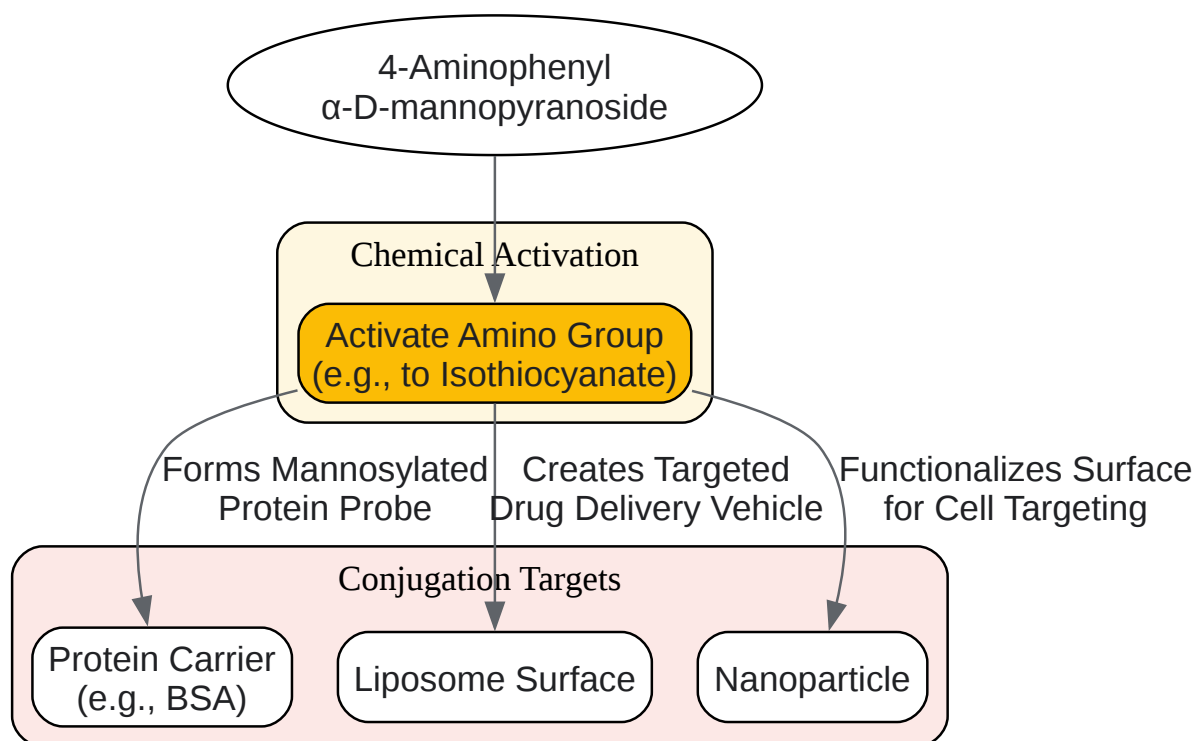 4-Aminophenyl
α-D-mannopyranoside
Chemical Activation
Activate Amino Group
(e.g., to Isothiocyanate)
Forms Mannosylated
Protein Probe
Creates Targeted
Drug Delivery Vehicle
Functionalizes Surface
for Cell Targeting
Conjugation Targets
Protein Carrier
(e.g., BSA)
Liposome Surface
Nanoparticle